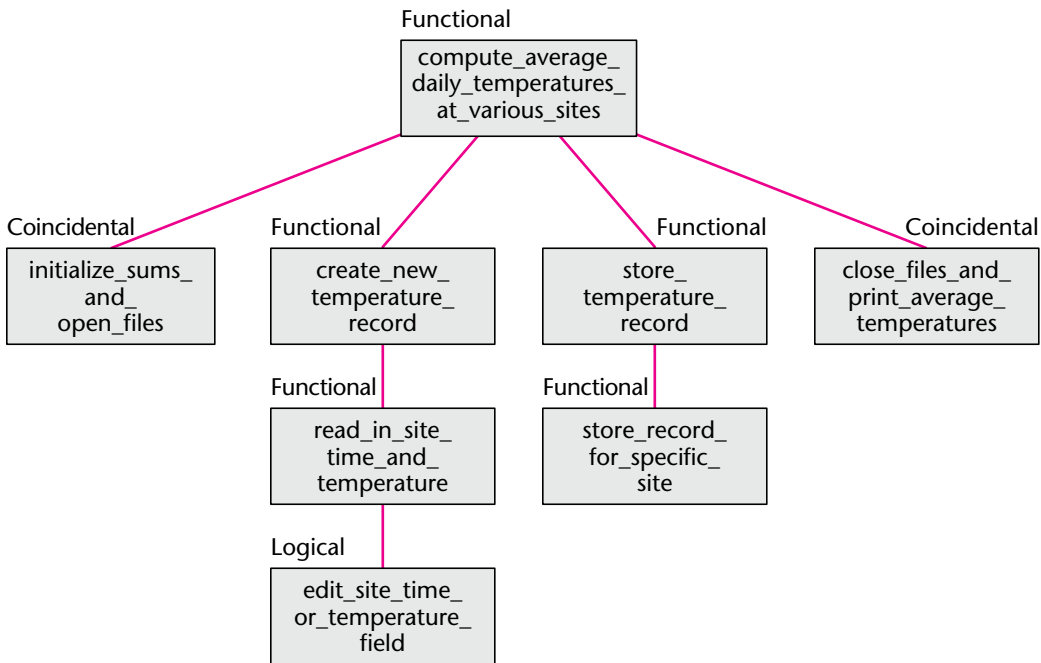 Functional
compute_average_
daily_temperatures_
at_various_sites
Coincidental
initialize_sums_
and_
open_files
Functional
create_new_
temperature_
record
Functional
store_
temperature_
record
Coincidental
close_files_and_
print_average_
temperatures
Functional
read_in_site_
time_and_
temperature
Functional
store_record_
for_specific_
site
Logical
edit_site_time_
or_temperature_
field